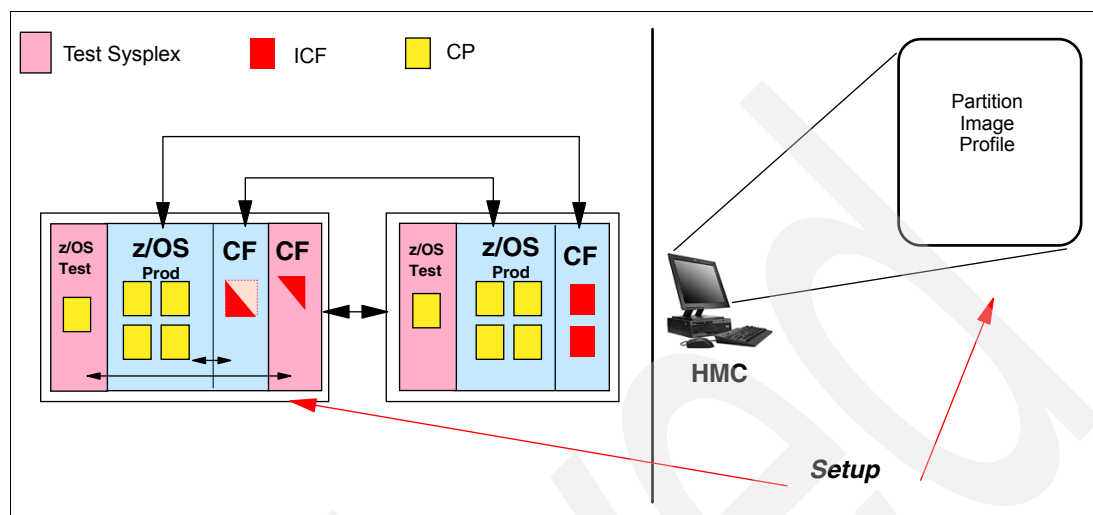 Test Sysplex
ICF
CP
Partition
Image
Profile
z/OS
Test
z/OS
Prod
CF
CF
z/OS
Test
z/OS
Prod
CF
HMC
Setup